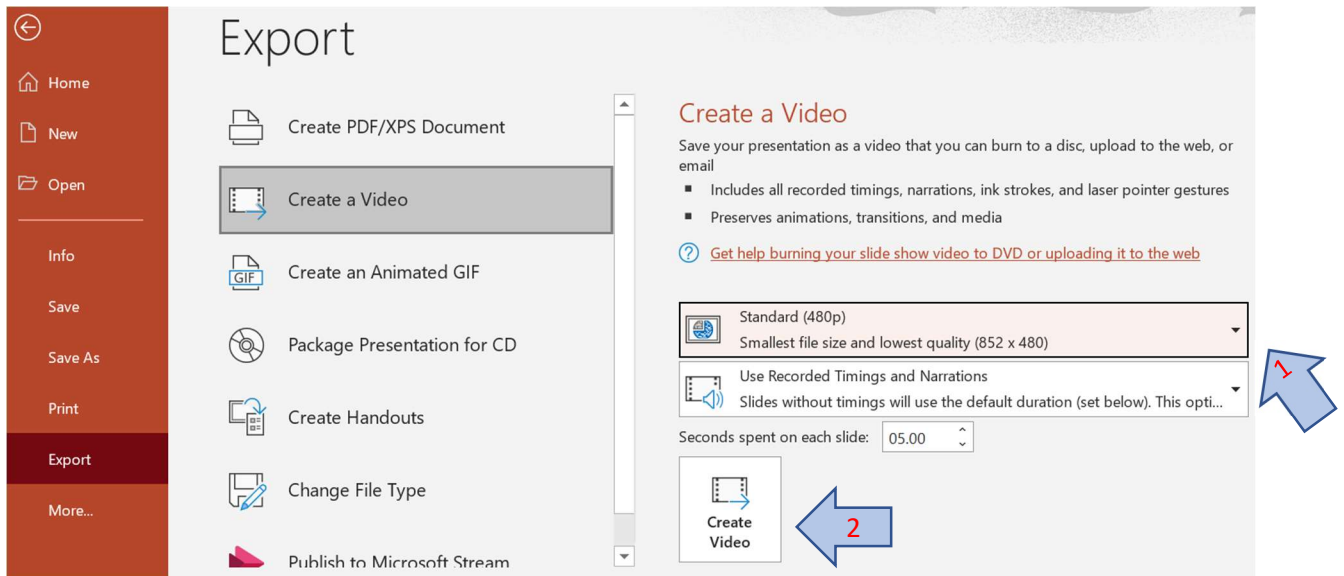 Export
Home
New
Open
Info
Save
Save As
Print
Export
More...
Create PDF/XPS Document
Create a Video
GIF
Create an Animated GIF
Package Presentation for CD
Create Handouts
Change File Type
Publish to Microsoft Stream
Create a Video
Save your presentation as a video that you can burn to a disc, upload to the web, or
email
Includes all recorded timings, narrations, ink strokes, and laser pointer gestures
Preserves animations, transitions, and media
? Get help burning your slide show video to DVD or uploading it to the web
Standard (480p)
Smallest file size and lowest quality (852 x 480)
1
Use Recorded Timings and Narrations
Slides without timings will use the default duration (set below). This opti...
Seconds spent on each slide: 05.00
Create
Video
2